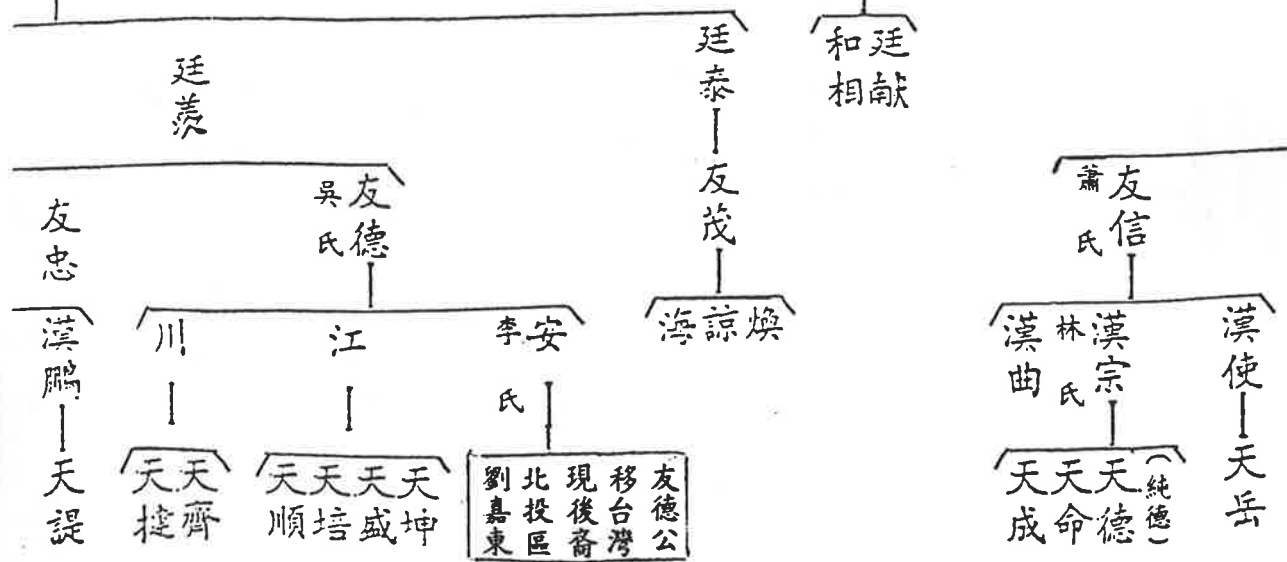 廷献
和相
廷泰
廷羨
友信
蕭氏
友茂
友德
吳氏
友忠
漢使
漢宗
林氏
漢曲
煥
諒
海
安
李氏
江
川
漢鵬
天岳
(純德)
天德
天命
天成
友德公
移台灣
現後裔
北投區
劉嘉東
天坤
天盛
天培
天順
天齊
天㨗
天諟